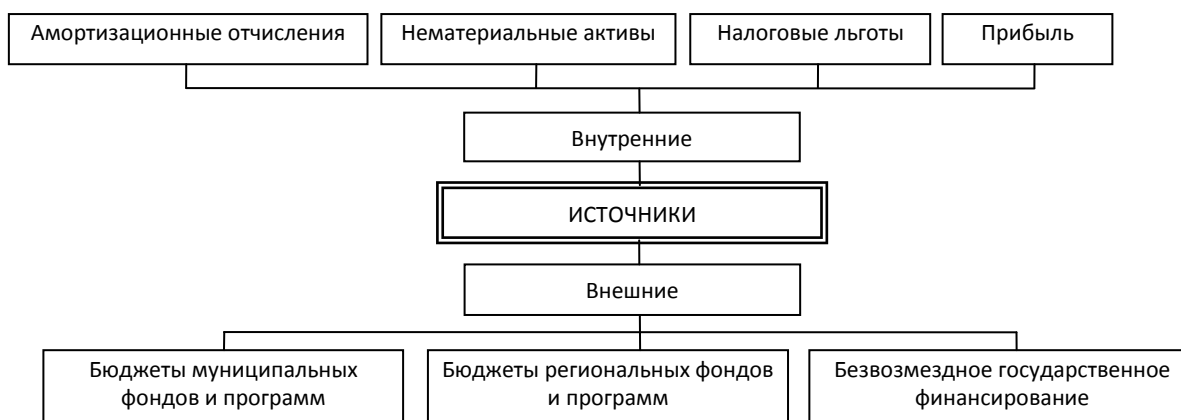 Амортизационные отчисления
Нематериальные активы
Налоговые льготы
Прибыль
Внутренние
ИСТОЧНИКИ
Внешние
Бюджеты муниципальных
фондов и программ
Бюджеты региональных фондов
и программ
Безвозмездное государственное
финансирование